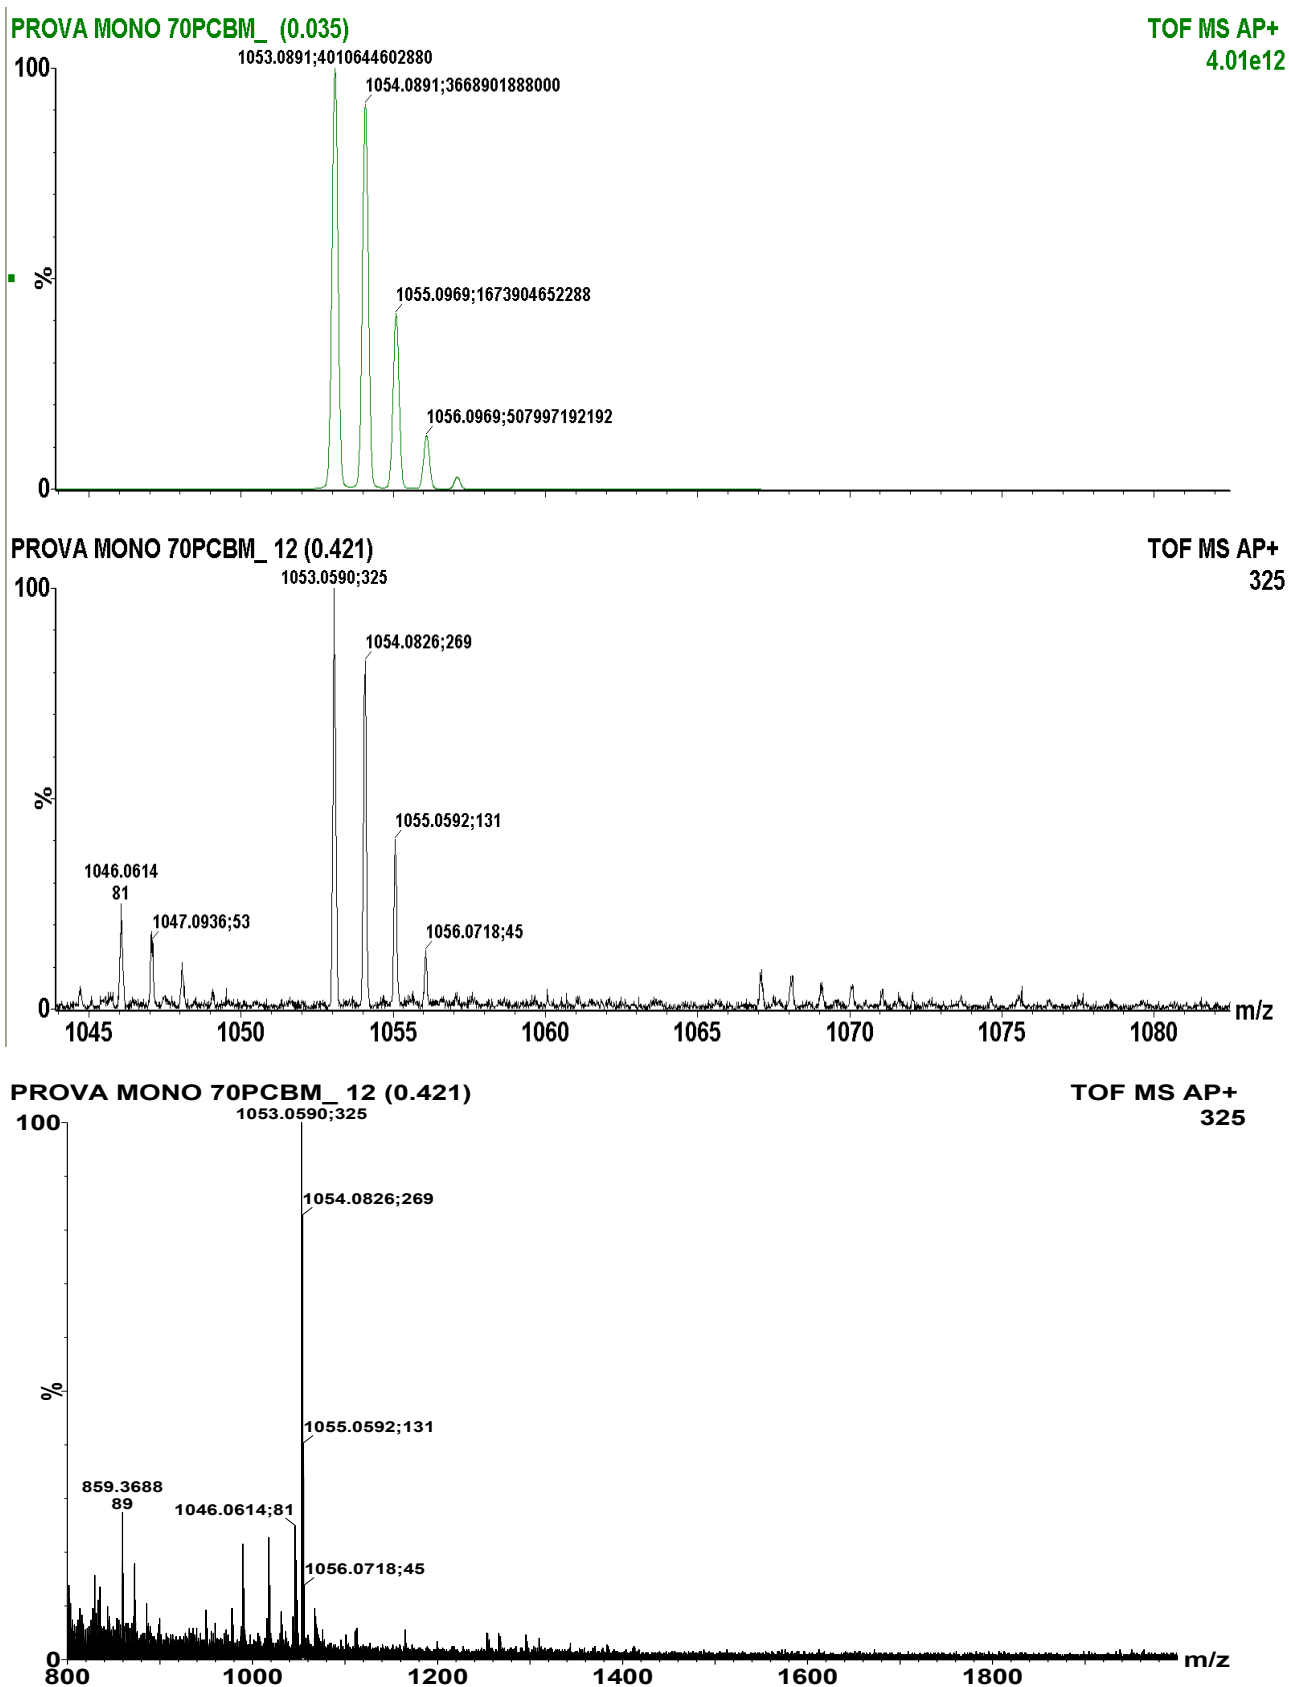 PROVA MONO 70PCBM_ (0.035)
TOF MS AP+
4.01e12
1053.0891;4010644602880
100
1054.0891;3668901888000
%
1055.0969;1673904652288
1056.0969;507997192192
0
PROVA MONO 70PCBM_ 12 (0.421)
TOF MS AP+
325
1053.0590;325
100
1054.0826;269
%
1055.0592;131
1046.0614
81
1047.0936;53
1056.0718;45
0
m/z
1045 1050 1055 1060 1065 1070 1075 1080
PROVA MONO 70PCBM_ 12 (0.421)
TOF MS AP+
325
1053.0590;325
100
1054.0826;269
%
1055.0592;131
859.3688
89
1046.0614;81
1056.0718;45
0
m/z
800 1000 1200 1400 1600 1800